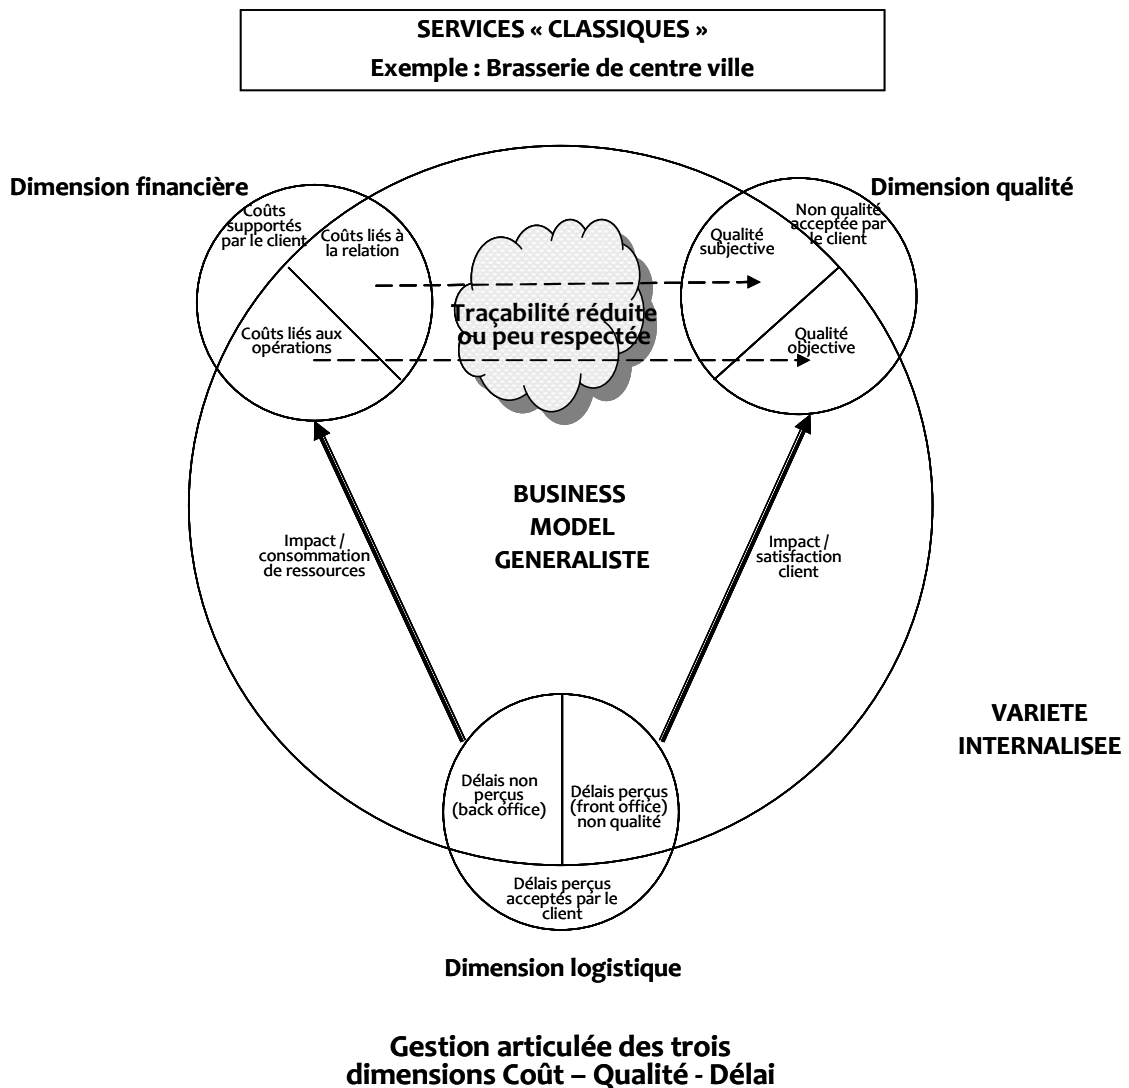 SERVICES « CLASSIQUES »
Exemple : Brasserie de centre ville
Dimension financière
Dimension qualité
Coûts
supportés
par le client
Coûts liés à
la relation
Coûts liés aux
opérations
Qualité
subjective
Non qualité
acceptée par
le client
Qualité
objective
Traçabilité réduite
ou peu respectée
BUSINESS
MODEL
GENERALISTE
Impact /
consommation
de ressources
Impact /
satisfaction
client
VARIETE
INTERNALISEE
Délais non
perçus
(back office)
Délais perçus
(front office)
non qualité
Délais perçus
acceptés par le
client
Dimension logistique
Gestion articulée des trois
dimensions Coût – Qualité - Délai